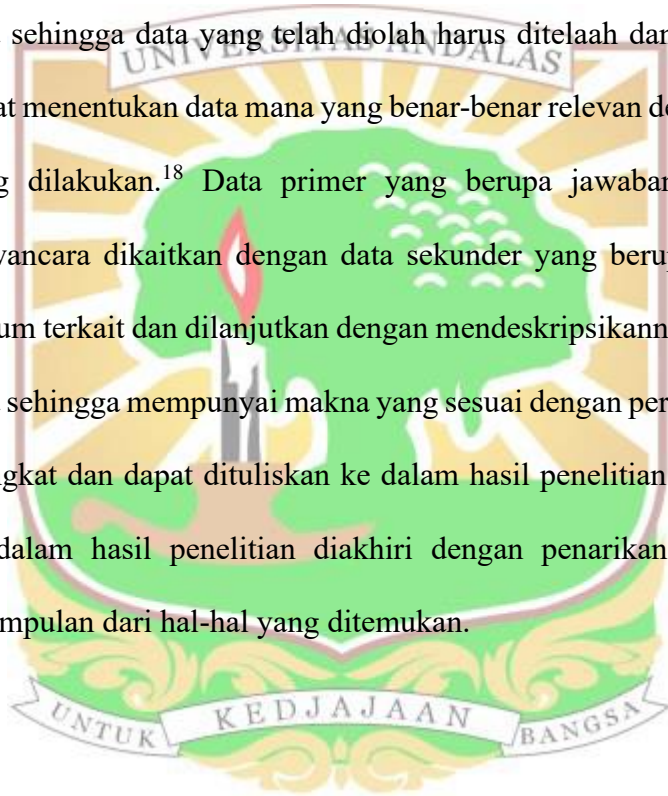 sehingga data yang telah diolah harus ditelaah dan
UNIVERSITAS ANDALAS
at menentukan data mana yang benar-benar relevan de
g dilakukan.18 Data primer yang berupa jawaban
vancara dikaitkan dengan data sekunder yang berup
um terkait dan dilanjutkan dengan mendeskripsikann
sehingga mempunyai makna yang sesuai dengan per
ngkat dan dapat dituliskan ke dalam hasil penelitian
dalam hasil penelitian diakhiri dengan penarikan
mpulan dari hal-hal yang ditemukan.
UNTUK KEDJAJAAN BANGSA